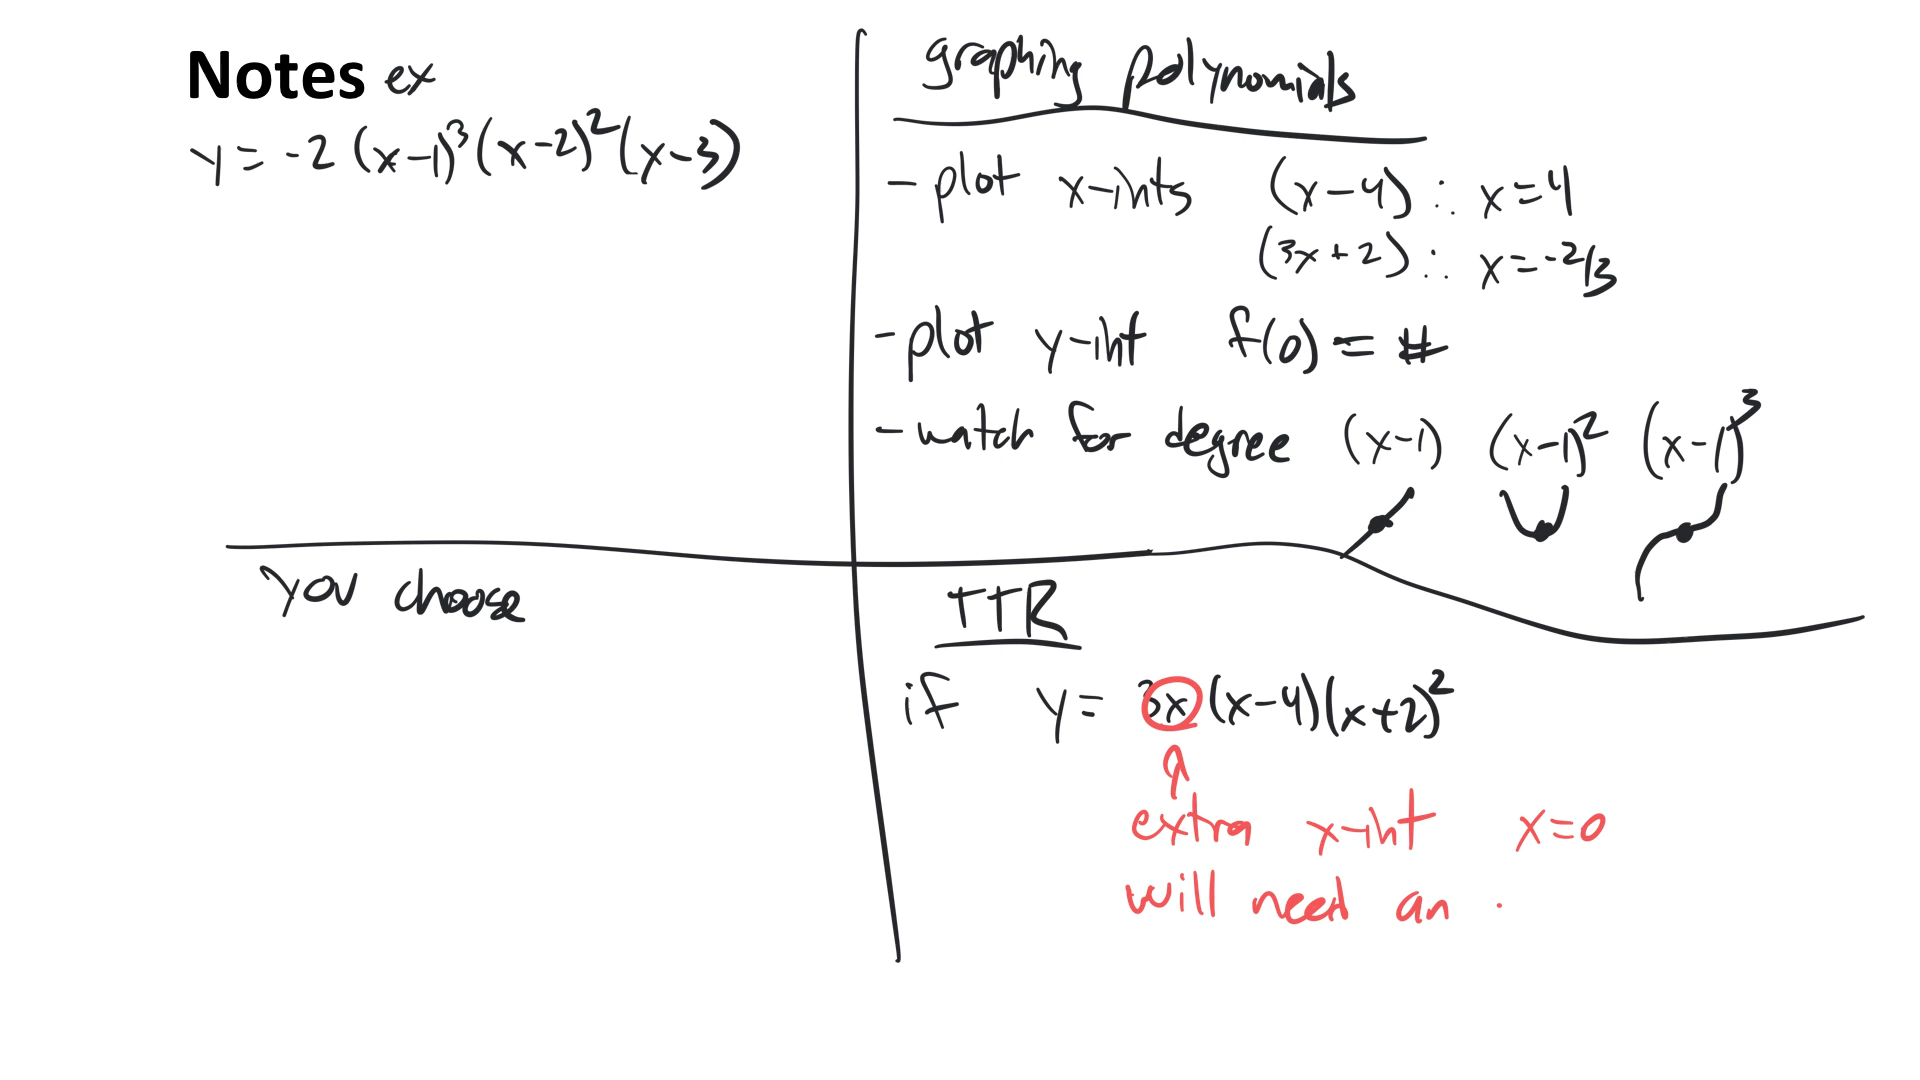 Notes ex
y = -2 (x-1)³(x-2)²(x-3)
graphing polynomials
- plot x-ints (x-4) ∴ x=4
(3x+2) ∴ x=-2/3
- plot y-int f(0) = #
- watch for degree (x-1) (x-1)² (x-1)³
you choose
TTR
if y= 3x(x-4)(x+2)²
extra x-int x=0
will need an